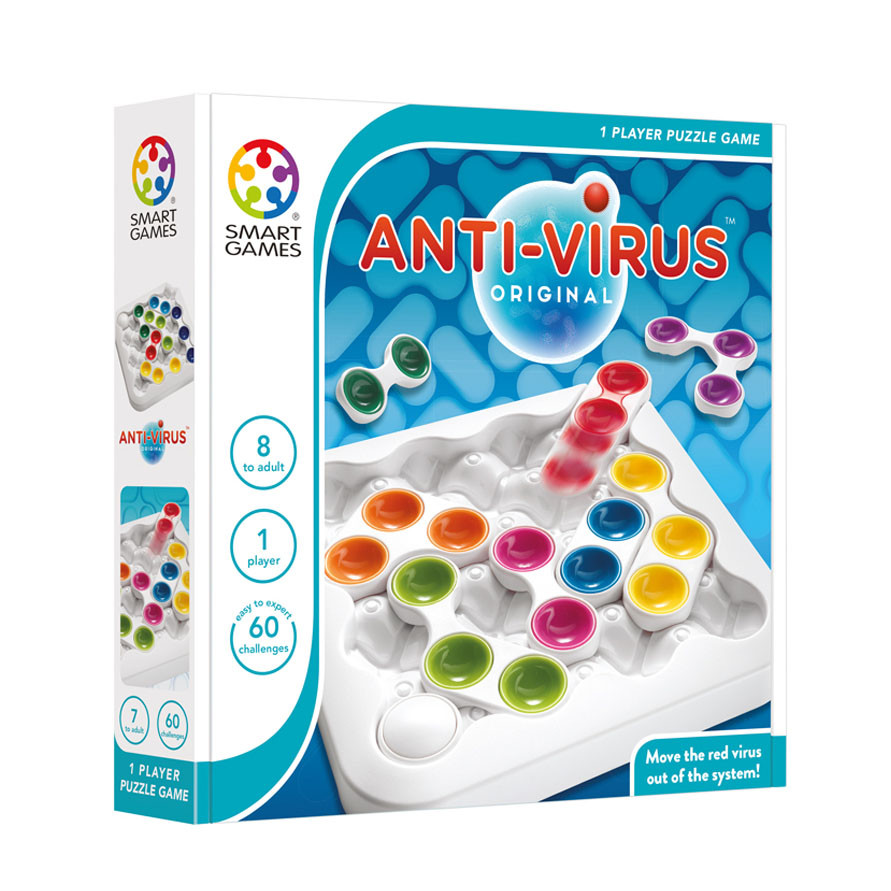 SMART
GAMES
®
ANTI-VIRUS™
ORIGINAL
7
to adult
60
challenges
1 PLAYER
PUZZLE GAME
SMART
GAMES
®
8
to adult
1
player
easy to expert
60
challenges
1 PLAYER PUZZLE GAME
ANTI-VIRUS™
ORIGINAL
Move the red virus
out of the system!